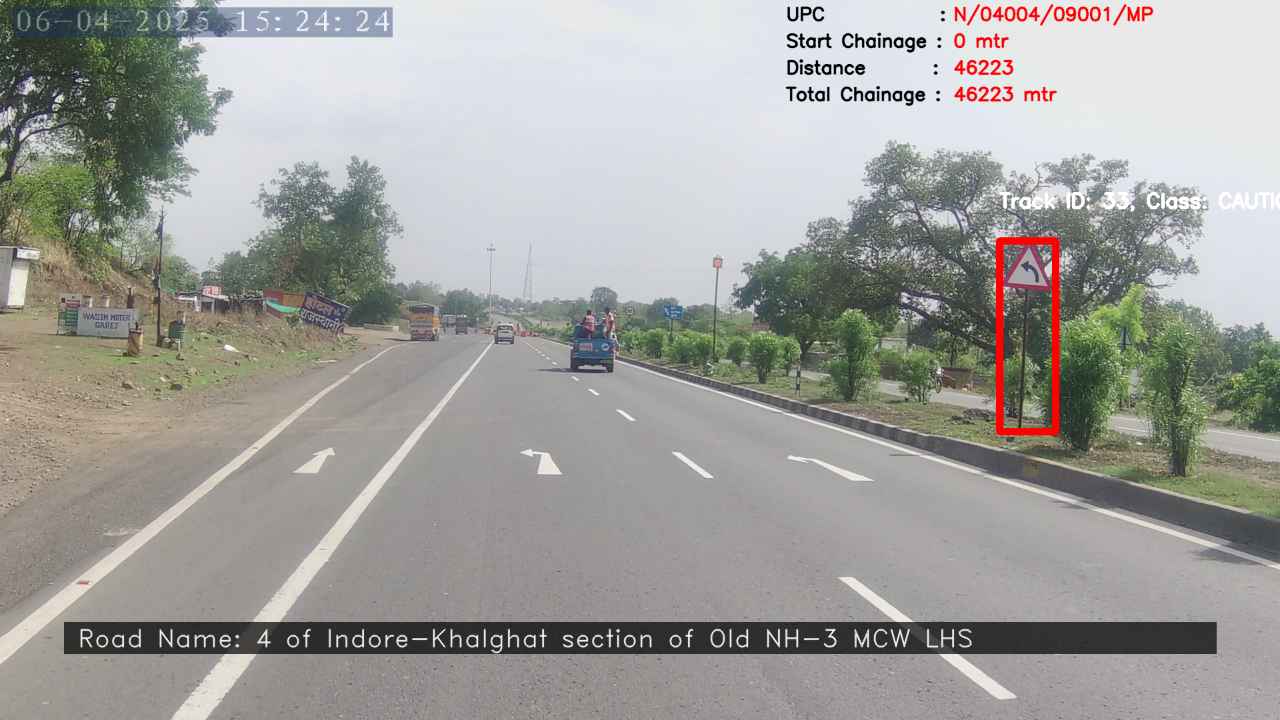 06-04-2025 15:24:24
UPC : N/04004/09001/MP
Start Chainage : 0 mtr
Distance : 46223
Total Chainage : 46223 mtr
Track ID: 33, Class: CAUTIO
WASIM MOTER
GAREJ
Road Name: 4 of Indore-Khalghat section of Old NH-3 MCW LHS